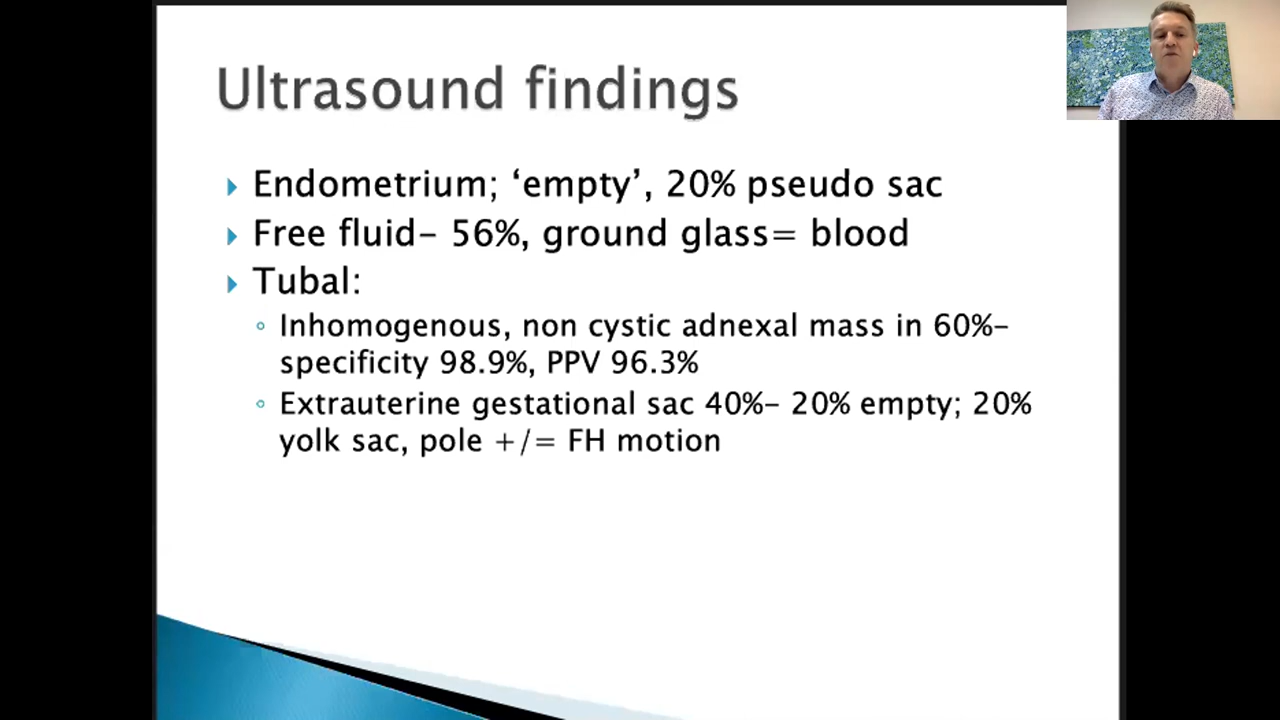 Ultrasound findings
Endometrium; ‘empty’, 20% pseudo sac
Free fluid– 56%, ground glass= blood
Tubal:
Inhomogenous, non cystic adnexal mass in 60%–
specificity 98.9%, PPV 96.3%
Extrauterine gestational sac 40%– 20% empty; 20%
yolk sac, pole +/= FH motion